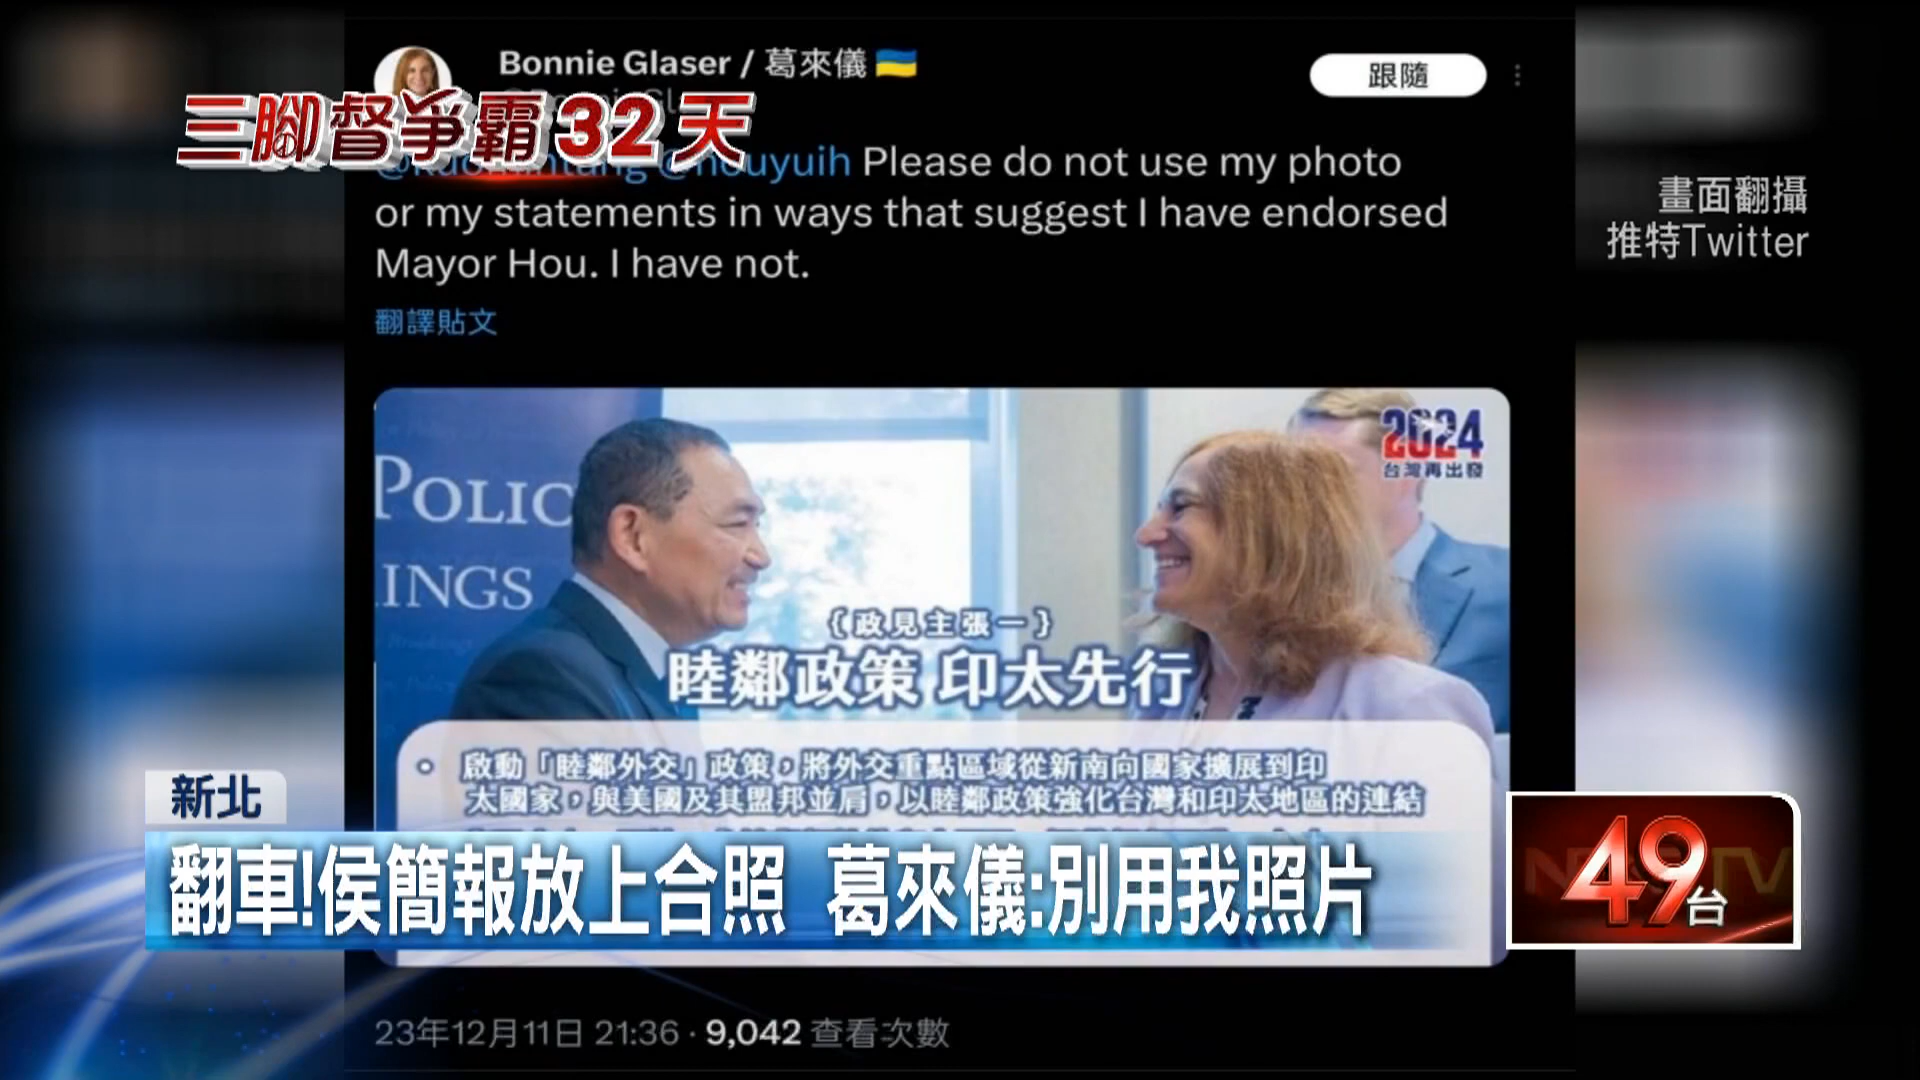 Bonnie Glaser / 葛來儀
跟隨
三腳督爭霸32天
@houyuih Please do not use my photo
or my statements in ways that suggest I have endorsed
Mayor Hou. I have not.
翻譯貼文
畫面翻攝
推特Twitter
2024
台灣再出發
POLIC
INGS
{政見主張一}
睦鄰政策 印太先行
• 啟動「睦鄰外交」政策，將外交重點區域從新南向國家擴展到印
太國家，與美國及其盟邦並肩，以睦鄰政策強化台灣和印太地區的連結
新北
翻車!侯簡報放上合照 葛來儀:別用我照片
49台
23年12月11日 21:36 · 9,042 查看次數